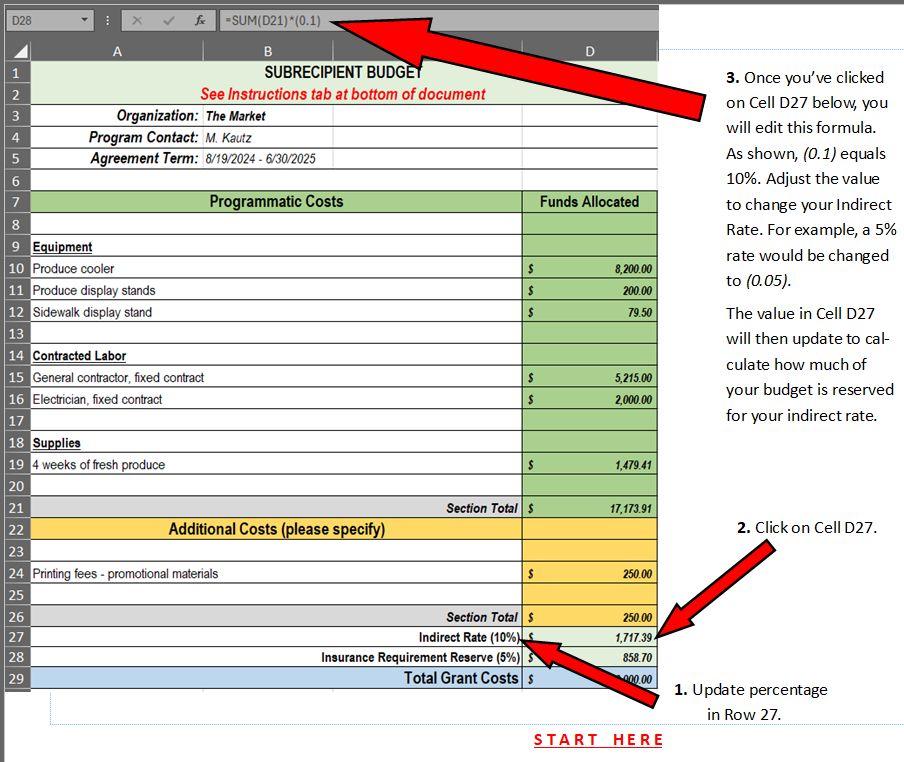 D28 fx =SUM(D21)*(0.1)
A B D
1 SUBRECIPIENT BUDGET
2 See Instructions tab at bottom of document
3 Organization: The Market
4 Program Contact: M. Kautz
5 Agreement Term: 8/19/2024 - 6/30/2025
6
7 Programmatic Costs Funds Allocated
8
9 Equipment
10 Produce cooler $ 8,200.00
11 Produce display stands $ 200.00
12 Sidewalk display stand $ 79.50
13
14 Contracted Labor
15 General contractor, fixed contract $ 5,215.00
16 Electrician, fixed contract $ 2,000.00
17
18 Supplies
19 4 weeks of fresh produce $ 1,479.41
20
21 Section Total $ 17,173.91
22 Additional Costs (please specify)
23
24 Printing fees - promotional materials $ 250.00
25
26 Section Total $ 250.00
27 Indirect Rate (10%) $ 1,717.39
28 Insurance Requirement Reserve (5%) $ 858.70
29 Total Grant Costs $
3. Once you’ve clicked
on Cell D27 below, you
will edit this formula.
As shown, (0.1) equals
10%. Adjust the value
to change your Indirect
Rate. For example, a 5%
rate would be changed
to (0.05).
The value in Cell D27
will then update to cal-
culate how much of
your budget is reserved
for your indirect rate.
2. Click on Cell D27.
1. Update percentage
in Row 27.
START HERE